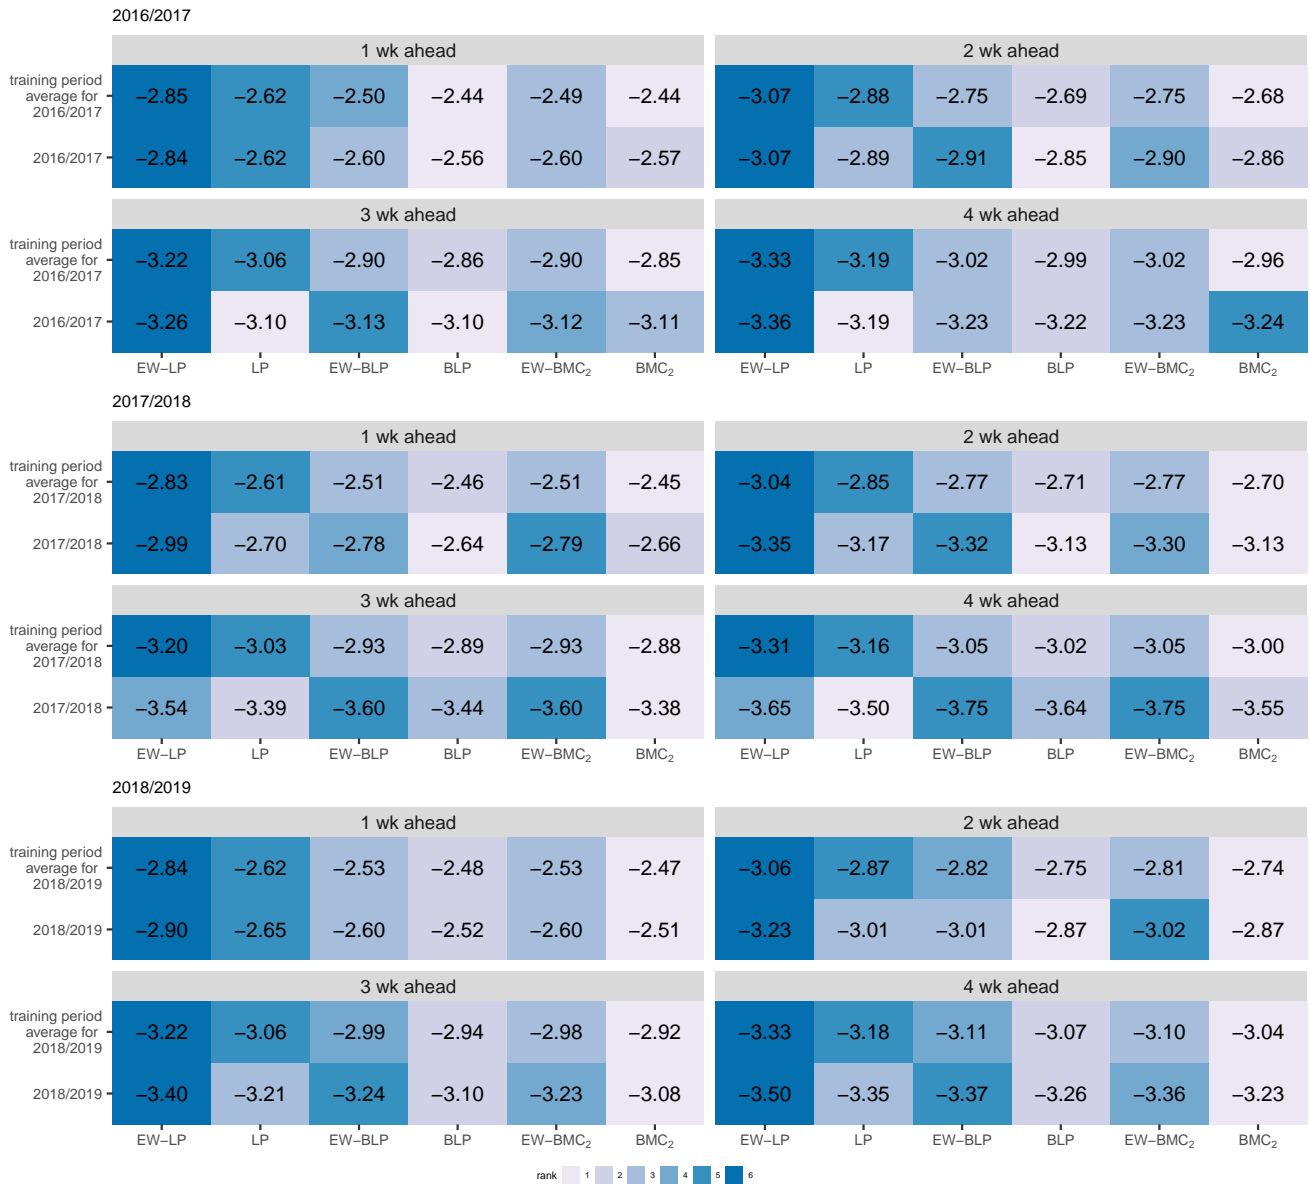 2016/2017
1 wk ahead
2 wk ahead
training period
average for
2016/2017
−2.85 −2.62 −2.50 −2.44 −2.49 −2.44
−3.07 −2.88 −2.75 −2.69 −2.75 −2.68
2016/2017
−2.84 −2.62 −2.60 −2.56 −2.60 −2.57
−3.07 −2.89 −2.91 −2.85 −2.90 −2.86
3 wk ahead
4 wk ahead
training period
average for
2016/2017
−3.22 −3.06 −2.90 −2.86 −2.90 −2.85
−3.33 −3.19 −3.02 −2.99 −3.02 −2.96
2016/2017
−3.26 −3.10 −3.13 −3.10 −3.12 −3.11
−3.36 −3.19 −3.23 −3.22 −3.23 −3.24
EW−LP LP EW−BLP BLP EW−BMC₂ BMC₂
EW−LP LP EW−BLP BLP EW−BMC₂ BMC₂
2017/2018
1 wk ahead
2 wk ahead
training period
average for
2017/2018
−2.83 −2.61 −2.51 −2.46 −2.51 −2.45
−3.04 −2.85 −2.77 −2.71 −2.77 −2.70
2017/2018
−2.99 −2.70 −2.78 −2.64 −2.79 −2.66
−3.35 −3.17 −3.32 −3.13 −3.30 −3.13
3 wk ahead
4 wk ahead
training period
average for
2017/2018
−3.20 −3.03 −2.93 −2.89 −2.93 −2.88
−3.31 −3.16 −3.05 −3.02 −3.05 −3.00
2017/2018
−3.54 −3.39 −3.60 −3.44 −3.60 −3.38
−3.65 −3.50 −3.75 −3.64 −3.75 −3.55
EW−LP LP EW−BLP BLP EW−BMC₂ BMC₂
EW−LP LP EW−BLP BLP EW−BMC₂ BMC₂
2018/2019
1 wk ahead
2 wk ahead
training period
average for
2018/2019
−2.84 −2.62 −2.53 −2.48 −2.53 −2.47
−3.06 −2.87 −2.82 −2.75 −2.81 −2.74
2018/2019
−2.90 −2.65 −2.60 −2.52 −2.60 −2.51
−3.23 −3.01 −3.01 −2.87 −3.02 −2.87
3 wk ahead
4 wk ahead
training period
average for
2018/2019
−3.22 −3.06 −2.99 −2.94 −2.98 −2.92
−3.33 −3.18 −3.11 −3.07 −3.10 −3.04
2018/2019
−3.40 −3.21 −3.24 −3.10 −3.23 −3.08
−3.50 −3.35 −3.37 −3.26 −3.36 −3.23
EW−LP LP EW−BLP BLP EW−BMC₂ BMC₂
EW−LP LP EW−BLP BLP EW−BMC₂ BMC₂
rank 1 2 3 4 5 6